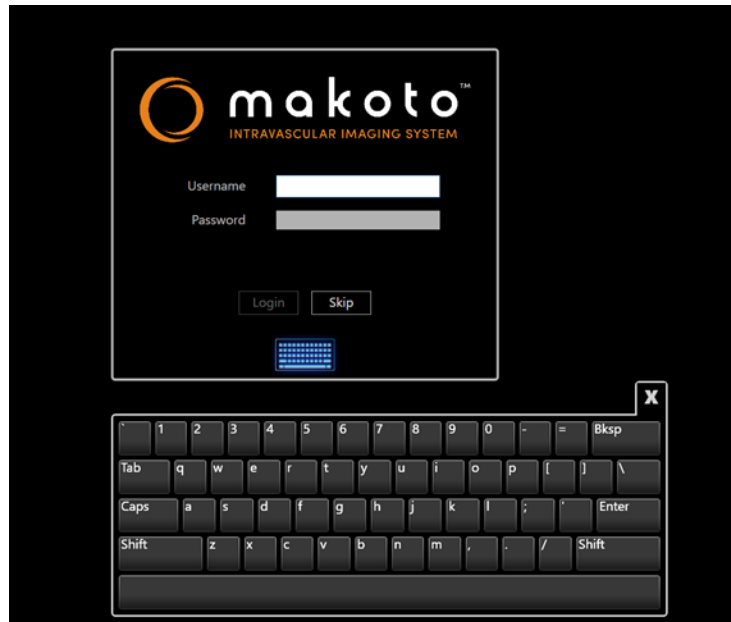 makoto™
INTRAVASCULAR IMAGING SYSTEM
Username
Password
Login Skip
X
` 1 2 3 4 5 6 7 8 9 0 - = Bksp
Tab q w e r t y u i o p [ ] \
Caps a s d f g h j k l ; ' Enter
Shift z x c v b n m , . / Shift